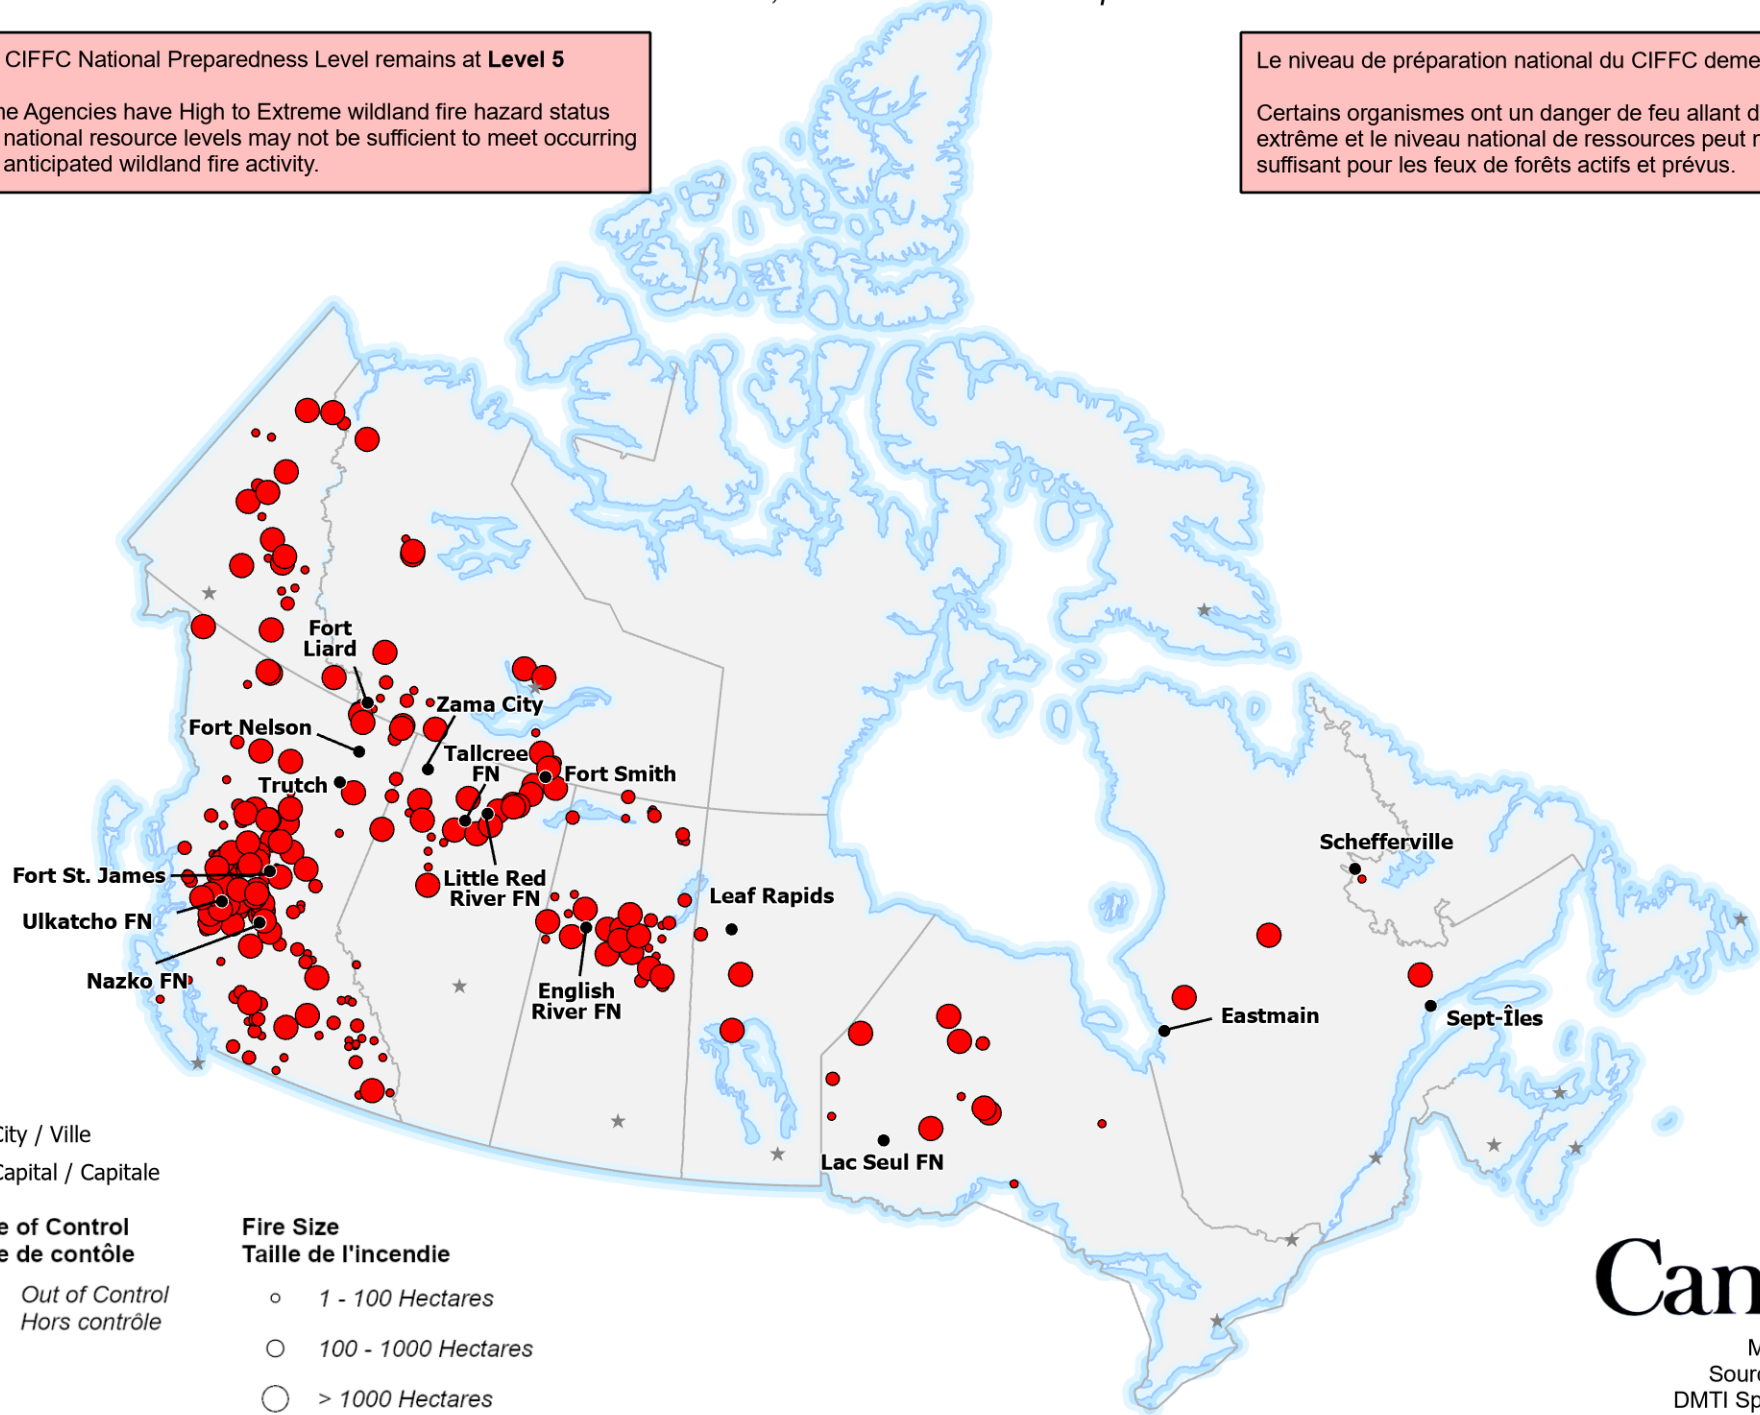 CIFFC National Preparedness Level remains at Level 5
ne Agencies have High to Extreme wildland fire hazard status
national resource levels may not be sufficient to meet occurring
anticipated wildland fire activity.
Le niveau de préparation national du CIFFC deme
Certains organismes ont un danger de feu allant d
extrême et le niveau national de ressources peut
suffisant pour les feux de forêts actifs et prévus.
Fort
Liard
Zama City
Fort Nelson
Tallcree
FN
Fort Smith
Trutch
Schefferville
Fort St. James
Little Red
River FN
Leaf Rapids
Ulkatcho FN
Nazko FN
English
River FN
Eastmain
Sept-Îles
Lac Seul FN
City / Ville
Capital / Capitale
e of Control
e de contôle
Out of Control
Hors contrôle
Fire Size
Taille de l'incendie
1 - 100 Hectares
100 - 1000 Hectares
> 1000 Hectares
Can
M
Sour
DMTI Sp